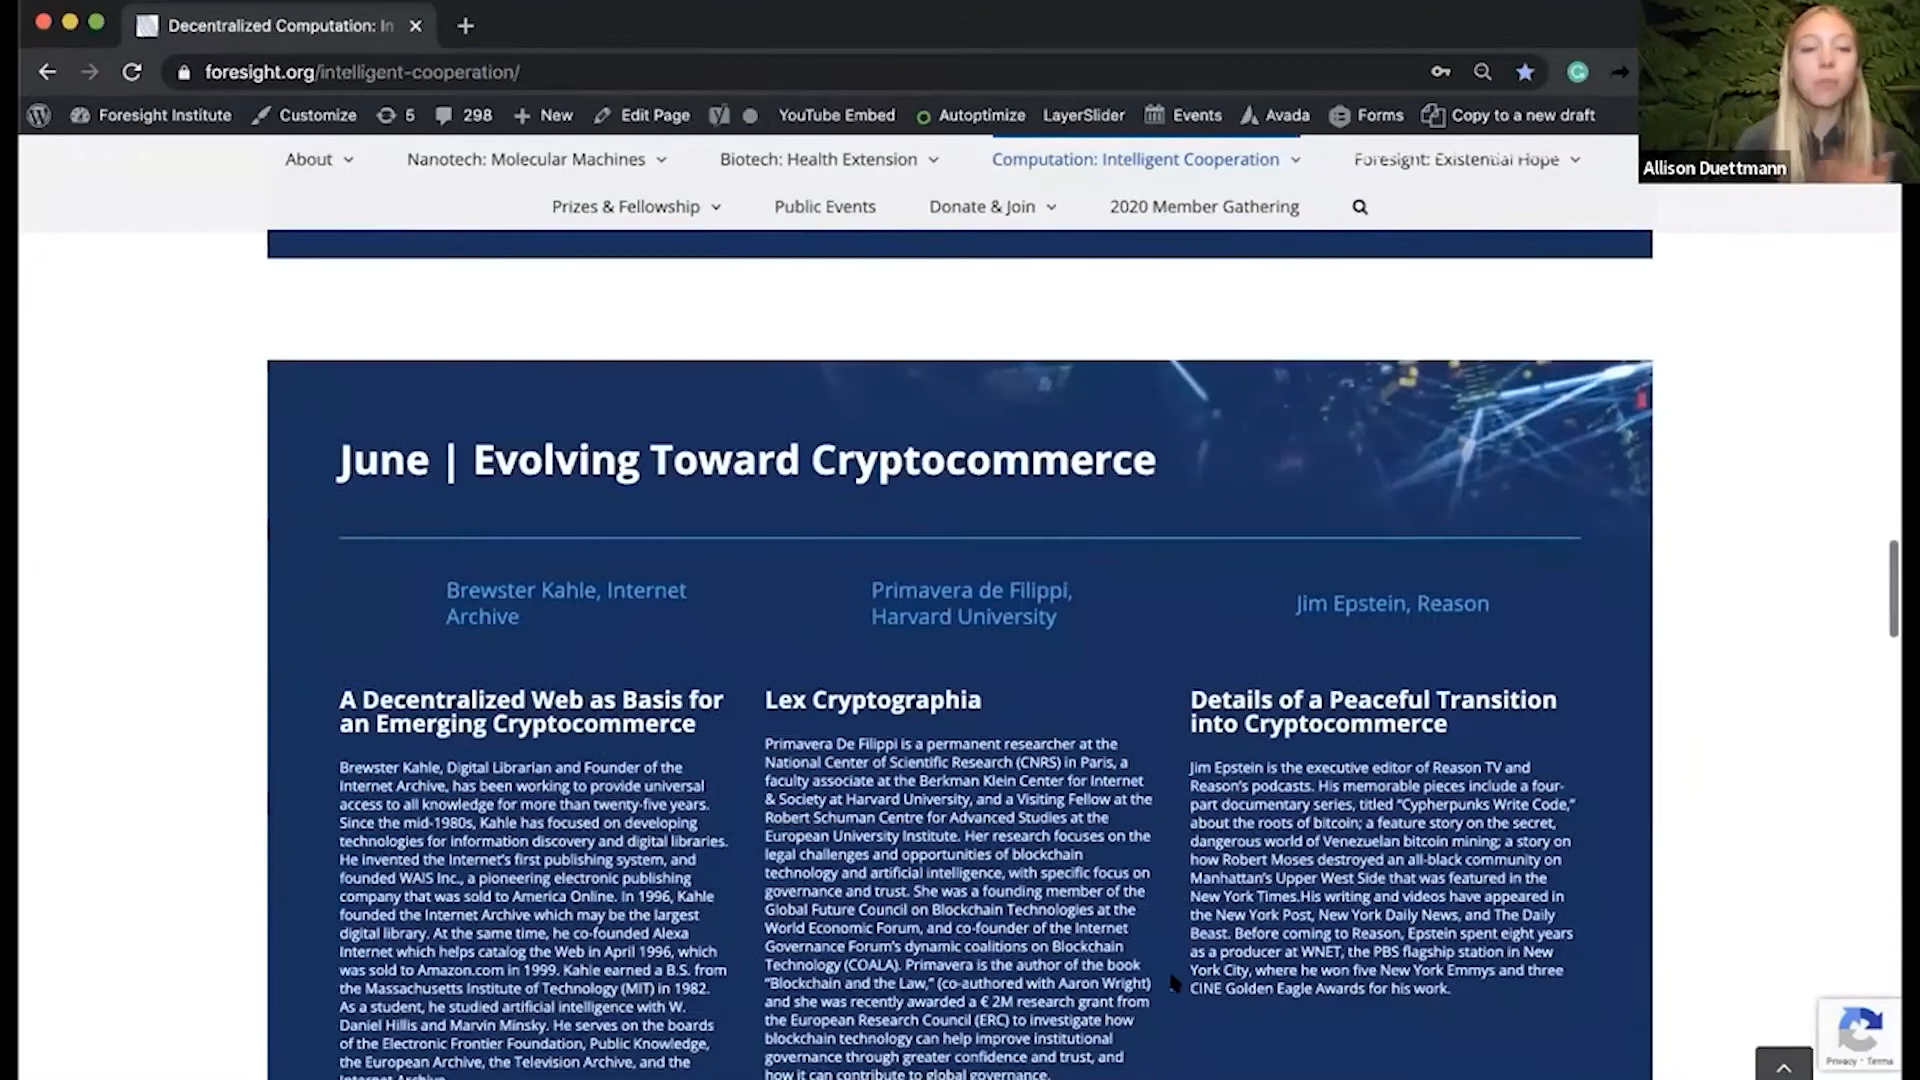 Decentralized Computation: In
foresight.org/intelligent-cooperation/
Foresight Institute Customize 5 298 New Edit Page YouTube Embed Autoptimize LayerSlider Events Avada Forms Copy to a new draft
Allison Duettmann
About Nanotech: Molecular Machines Biotech: Health Extension Computation: Intelligent Cooperation Foresight: Existential Hope
Prizes & Fellowship Public Events Donate & Join 2020 Member Gathering
June | Evolving Toward Cryptocommerce
Brewster Kahle, Internet
Archive
A Decentralized Web as Basis for
an Emerging Cryptocommerce
Brewster Kahle, Digital Librarian and Founder of the
Internet Archive, has been working to provide universal
access to all knowledge for more than twenty-five years.
Since the mid-1980s, Kahle has focused on developing
technologies for information discovery and digital libraries.
He invented the Internet's first publishing system, and
founded WAIS Inc., a pioneering electronic publishing
company that was sold to America Online. In 1996, Kahle
founded the Internet Archive which may be the largest
digital library. At the same time, he co-founded Alexa
Internet which helps catalog the Web in April 1996, which
was sold to Amazon.com in 1999. Kahle earned a B.S. from
the Massachusetts Institute of Technology (MIT) in 1982.
As a student, he studied artificial intelligence with W.
Daniel Hillis and Marvin Minsky. He serves on the boards
of the Electronic Frontier Foundation, Public Knowledge,
the European Archive, the Television Archive, and the
Internet Archive.
Primavera de Filippi,
Harvard University
Lex Cryptographia
Primavera De Filippi is a permanent researcher at the
National Center of Scientific Research (CNRS) in Paris, a
faculty associate at the Berkman Klein Center for Internet
& Society at Harvard University, and a Visiting Fellow at the
Robert Schuman Centre for Advanced Studies at the
European University Institute. Her research focuses on the
legal challenges and opportunities of blockchain
technology and artificial intelligence, with specific focus on
governance and trust. She was a founding member of the
Global Future Council on Blockchain Technologies at the
World Economic Forum, and co-founder of the Internet
Governance Forum's dynamic coalitions on Blockchain
Technology (COALA). Primavera is the author of the book
"Blockchain and the Law," (co-authored with Aaron Wright)
and she was recently awarded a € 2M research grant from
the European Research Council (ERC) to investigate how
blockchain technology can help improve institutional
governance through greater confidence and trust, and
how it can contribute to global governance.
Jim Epstein, Reason
Details of a Peaceful Transition
into Cryptocommerce
Jim Epstein is the executive editor of Reason TV and
Reason's podcasts. His memorable pieces include a four-
part documentary series, titled "Cypherpunks Write Code,"
about the roots of bitcoin; a feature story on the secret,
dangerous world of Venezuelan bitcoin mining; a story on
how Robert Moses destroyed an all-black community on
Manhattan's Upper West Side that was featured in the
New York Times.His writing and videos have appeared in
the New York Post, New York Daily News, and The Daily
Beast. Before coming to Reason, Epstein spent eight years
as a producer at WNET, the PBS flagship station in New
York City, where he won five New York Emmys and three
CINE Golden Eagle Awards for his work.
Privacy - Terms